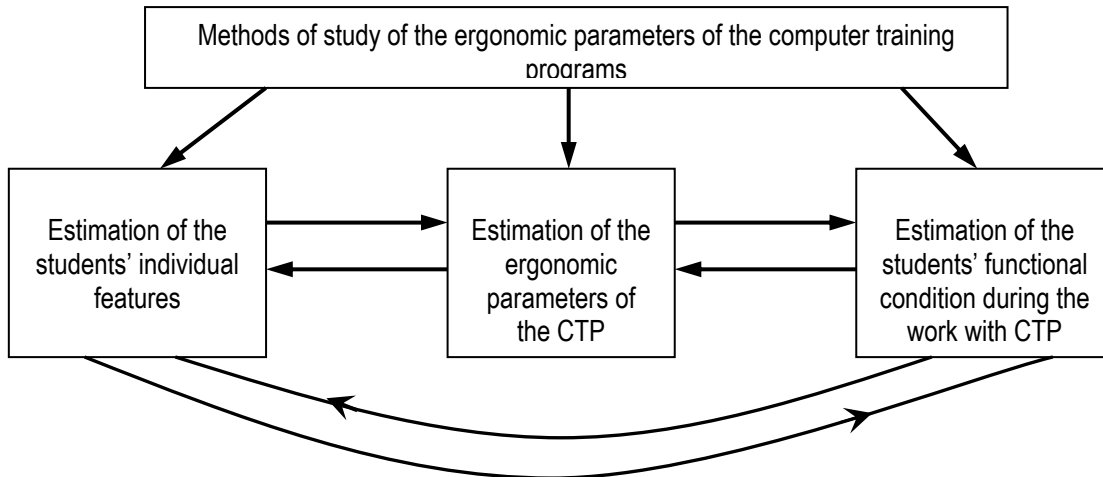 Methods of study of the ergonomic parameters of the computer training
programs
Estimation of the
students’ individual
features
Estimation of the
ergonomic
parameters of
the CTP
Estimation of the
students’ functional
condition during the
work with CTP